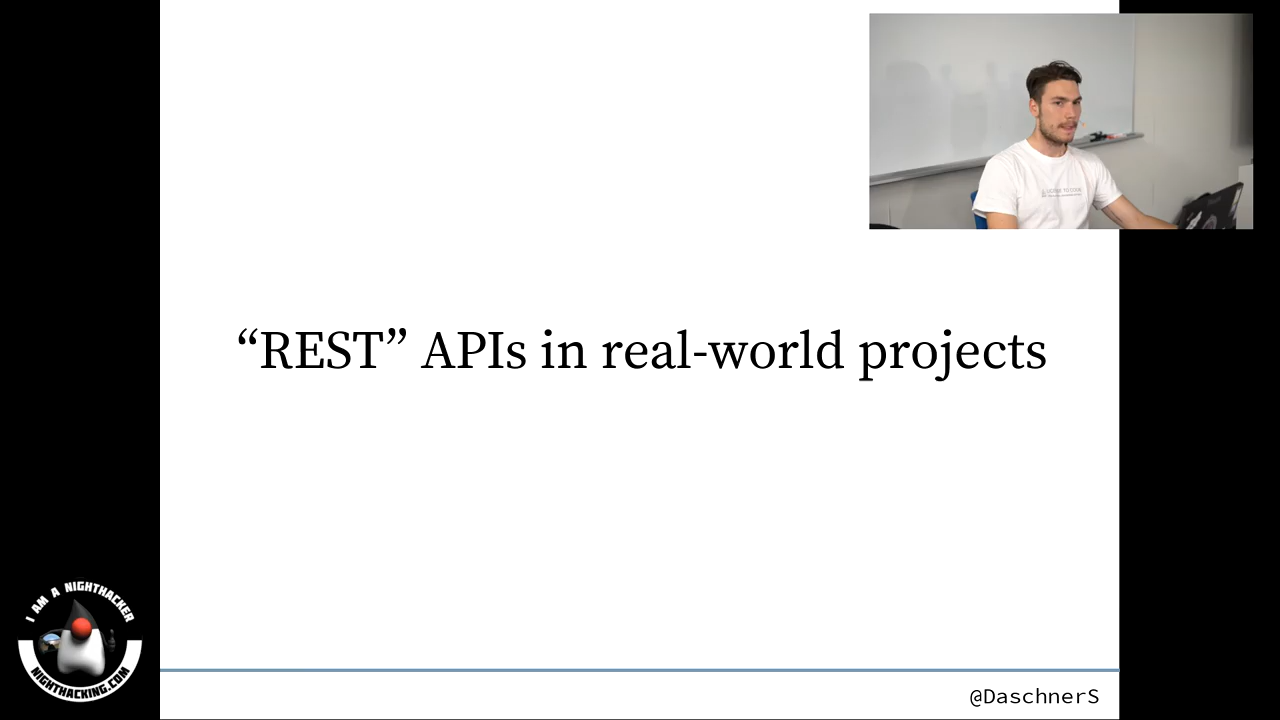 “REST” APIs in real-world projects
I AM A NIGHTHACKER
NIGHTHACKING.COM
@DaschnerS